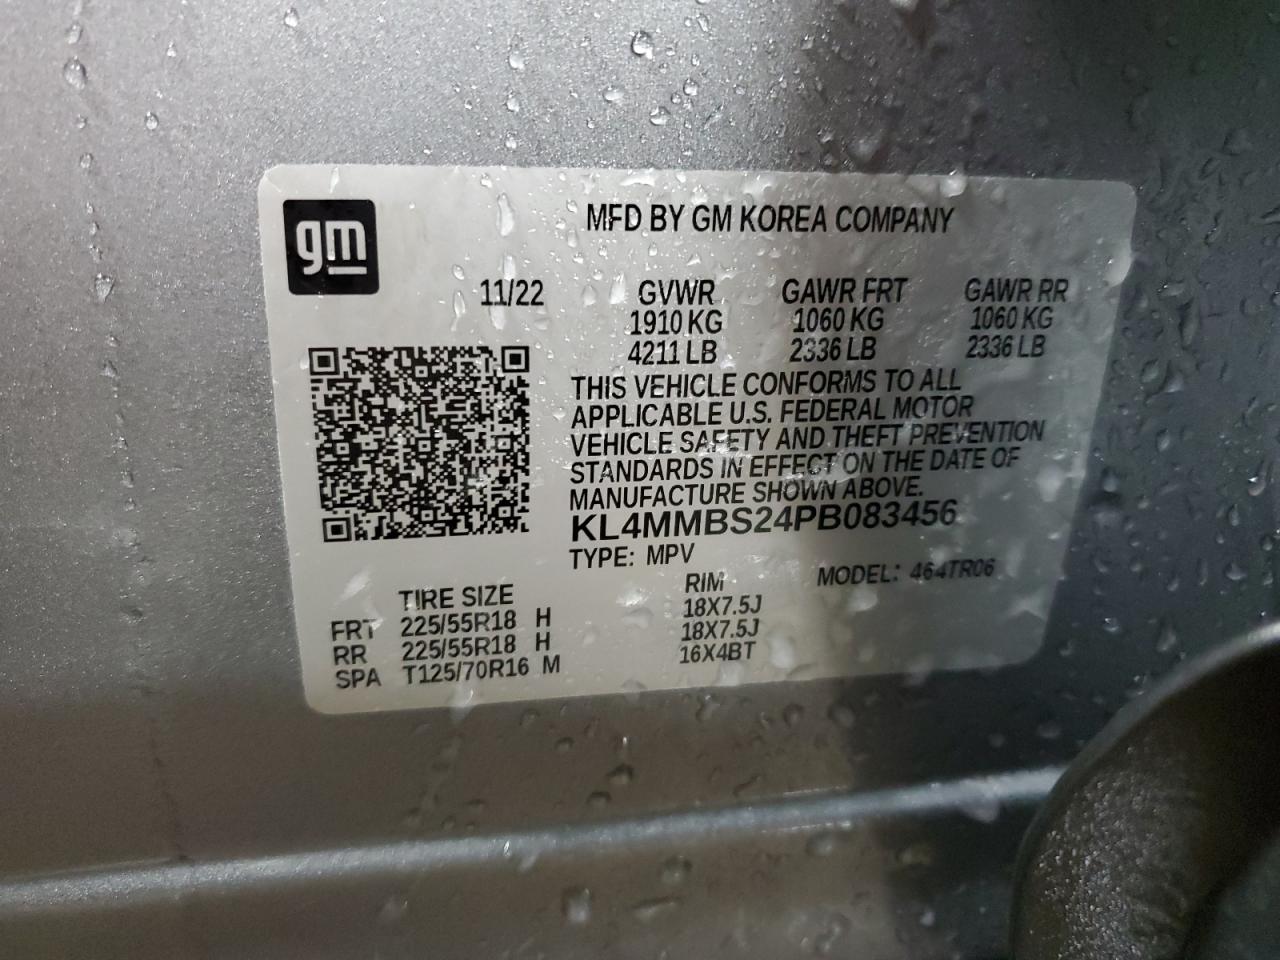 gm
MFD BY GM KOREA COMPANY
11/22 GVWR GAWR FRT GAWR RR
1910 KG 1060 KG 1060 KG
4211 LB 2336 LB 2336 LB
THIS VEHICLE CONFORMS TO ALL
APPLICABLE U.S. FEDERAL MOTOR
VEHICLE SAFETY AND THEFT PREVENTION
STANDARDS IN EFFECT ON THE DATE OF
MANUFACTURE SHOWN ABOVE.
KL4MMBS24PB083456
TYPE: MPV MODEL: 464TR06
TIRE SIZE RIM
FRT 225/55R18 H 18X7.5J
RR 225/55R18 H 18X7.5J
SPA T125/70R16 M 16X4BT